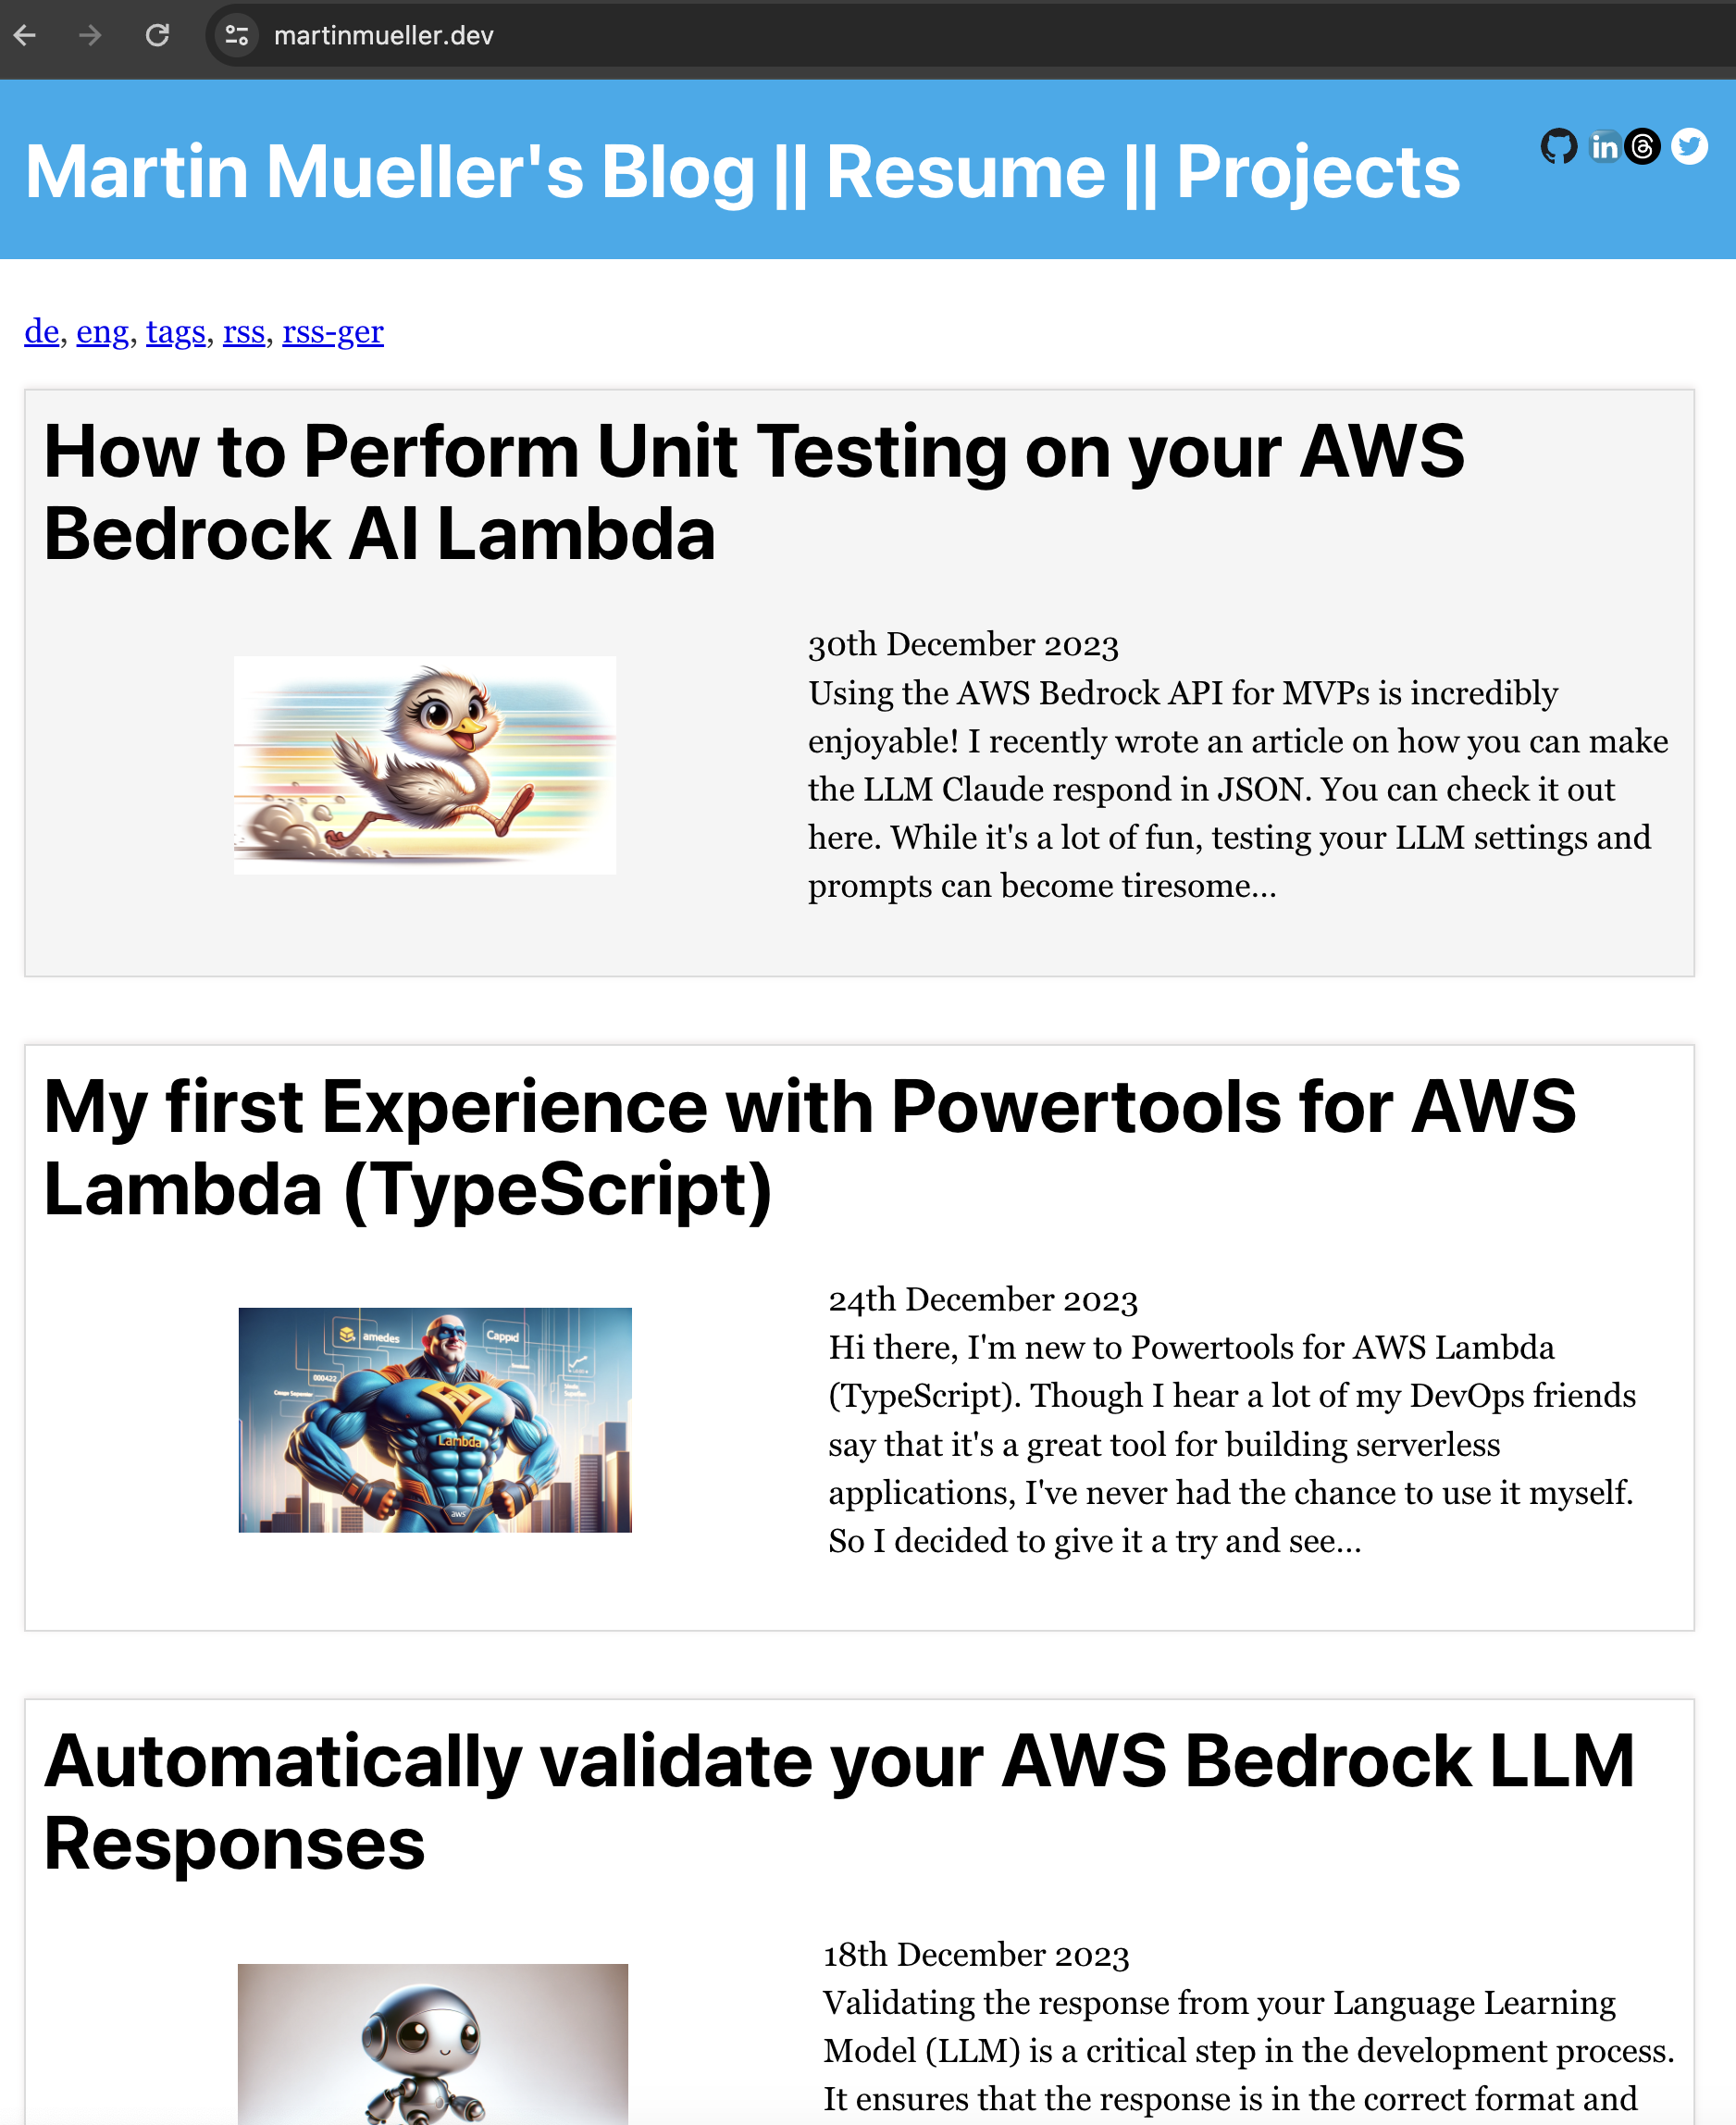 martinmueller.dev
Martin Mueller's Blog || Resume || Projects
in
de, eng, tags, rss, rss-ger
How to Perform Unit Testing on your AWS
Bedrock AI Lambda
30th December 2023
Using the AWS Bedrock API for MVPs is incredibly
enjoyable! I recently wrote an article on how you can make
the LLM Claude respond in JSON. You can check it out
here. While it's a lot of fun, testing your LLM settings and
prompts can become tiresome...
My first Experience with Powertools for AWS
Lambda (TypeScript)
amedes
Cappid
000422
Lambda
aws
24th December 2023
Hi there, I'm new to Powertools for AWS Lambda
(TypeScript). Though I hear a lot of my DevOps friends
say that it's a great tool for building serverless
applications, I've never had the chance to use it myself.
So I decided to give it a try and see...
Automatically validate your AWS Bedrock LLM
Responses
18th December 2023
Validating the response from your Language Learning
Model (LLM) is a critical step in the development process.
It ensures that the response is in the correct format and